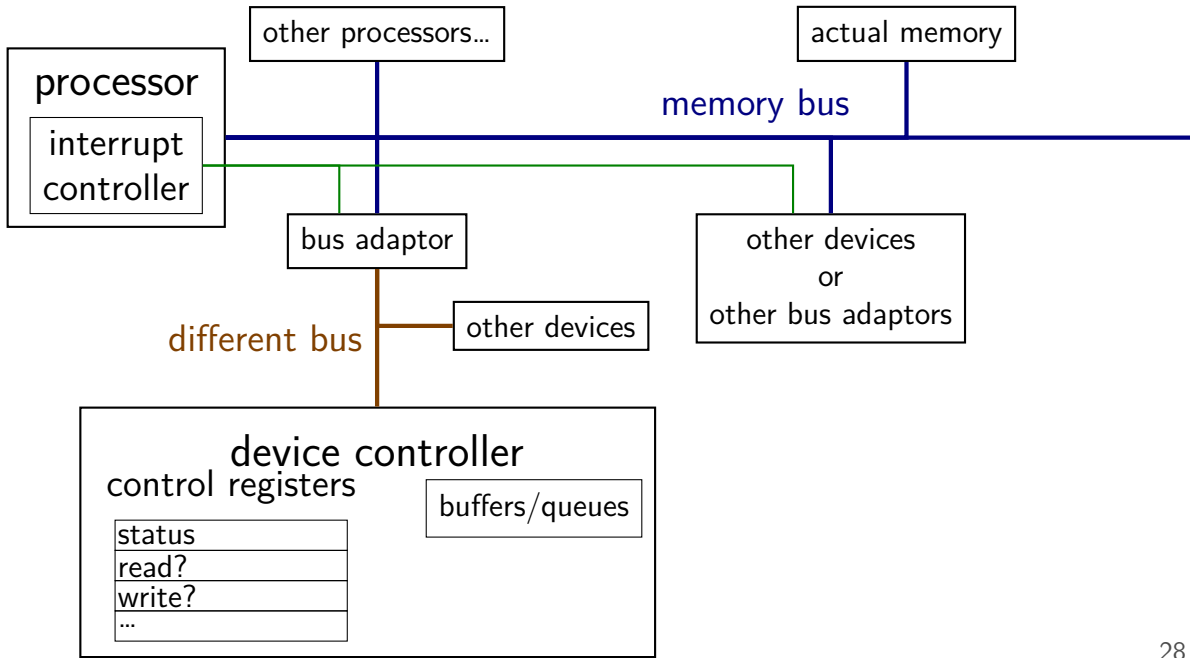 other processors…
actual memory
processor
memory bus
interrupt
controller
bus adaptor
other devices
or
other bus adaptors
different bus
other devices
device controller
control registers
buffers/queues
status
read?
write?
…
28